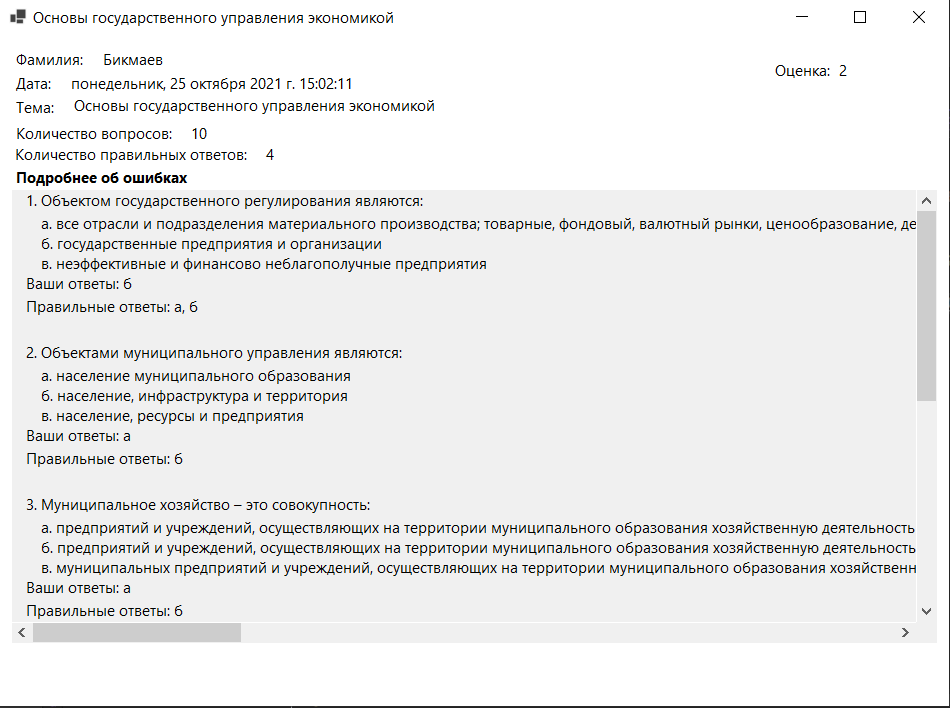 Основы государственного управления экономикой
Фамилия: Бикмаев
Оценка: 2
Дата: понедельник, 25 октября 2021 г. 15:02:11
Тема: Основы государственного управления экономикой
Количество вопросов: 10
Количество правильных ответов: 4
Подробнее об ошибках
1. Объектом государственного регулирования являются:
а. все отрасли и подразделения материального производства; товарные, фондовый, валютный рынки, ценообразование, де
б. государственные предприятия и организации
в. неэффективные и финансово неблагополучные предприятия
Ваши ответы: б
Правильные ответы: а, б
2. Объектами муниципального управления являются:
а. население муниципального образования
б. население, инфраструктура и территория
в. население, ресурсы и предприятия
Ваши ответы: а
Правильные ответы: б
3. Муниципальное хозяйство – это совокупность:
а. предприятий и учреждений, осуществляющих на территории муниципального образования хозяйственную деятельность
б. предприятий и учреждений, осуществляющих на территории муниципального образования хозяйственную деятельность
в. муниципальных предприятий и учреждений, осуществляющих на территории муниципального образования хозяйственн
Ваши ответы: а
Правильные ответы: б